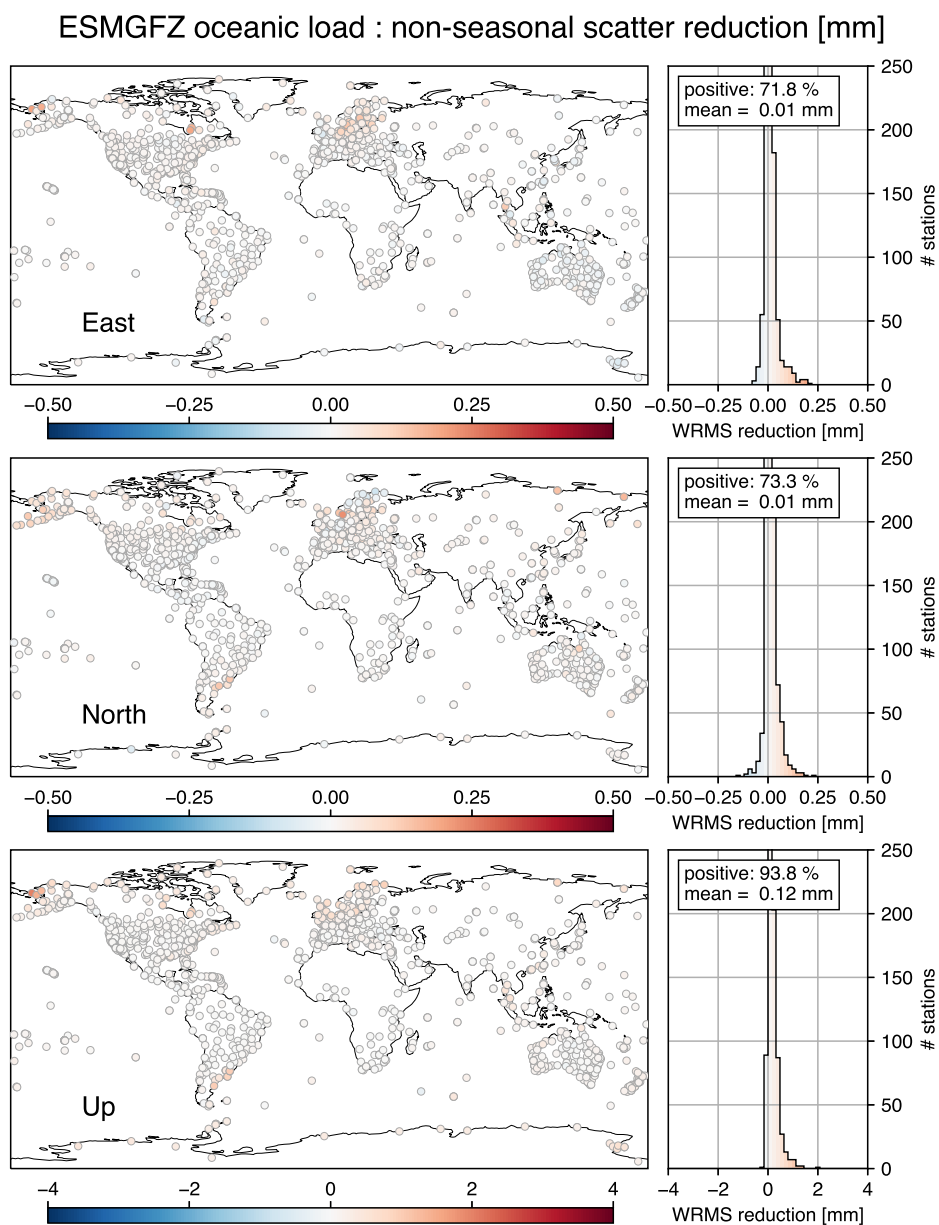 ESMGFZ oceanic load : non-seasonal scatter reduction [mm]
East
−0.50 −0.25 0.00 0.25 0.50
positive: 71.8 %
mean = 0.01 mm
250
200
150
100
50
0
# stations
−0.50 −0.25 0.00 0.25 0.50
WRMS reduction [mm]
North
−0.50 −0.25 0.00 0.25 0.50
positive: 73.3 %
mean = 0.01 mm
250
200
150
100
50
0
# stations
−0.50 −0.25 0.00 0.25 0.50
WRMS reduction [mm]
Up
−4 −2 0 2 4
positive: 93.8 %
mean = 0.12 mm
250
200
150
100
50
0
# stations
−4 −2 0 2 4
WRMS reduction [mm]